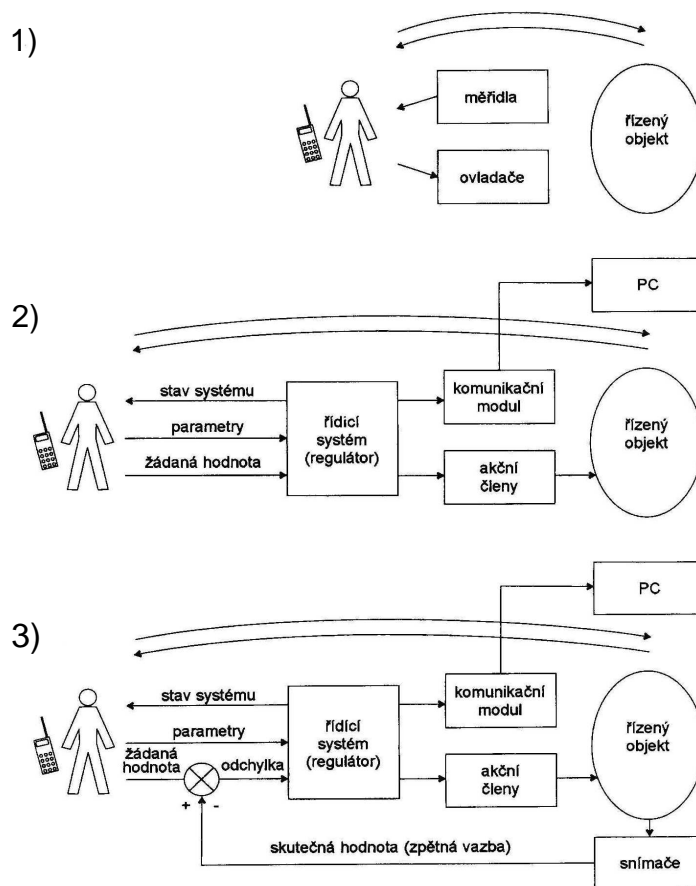 1)
měřidla
ovladače
řízený
objekt
2)
PC
stav systému
parametry
žádaná hodnota
řídicí
systém
(regulátor)
komunikační
modul
akční
členy
řízený
objekt
3)
PC
stav systému
parametry
žádaná
hodnota
odchylka
+ -
řídící
systém
(regulátor)
komunikační
modul
akční
členy
řízený
objekt
skutečná hodnota (zpětná vazba)
snímače